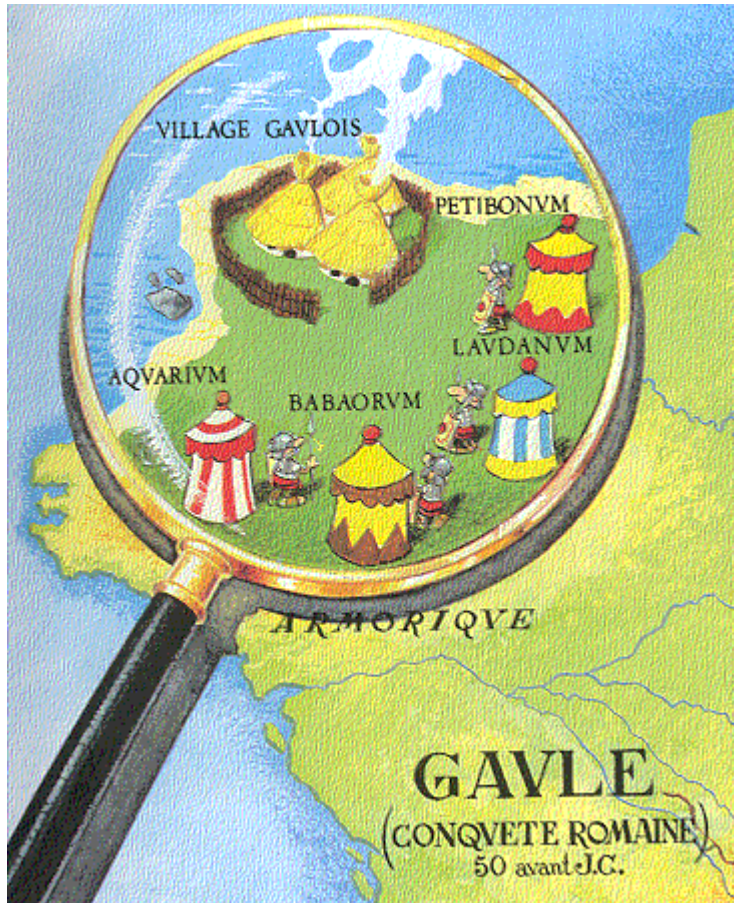 VILLAGE GAVLOIS
PETIBONVM
LAVDANVM
AQVARIVM
BABAORVM
ARMORIQVE
GAVLE
(CONQVETE ROMAINE)
50 avant J.C.